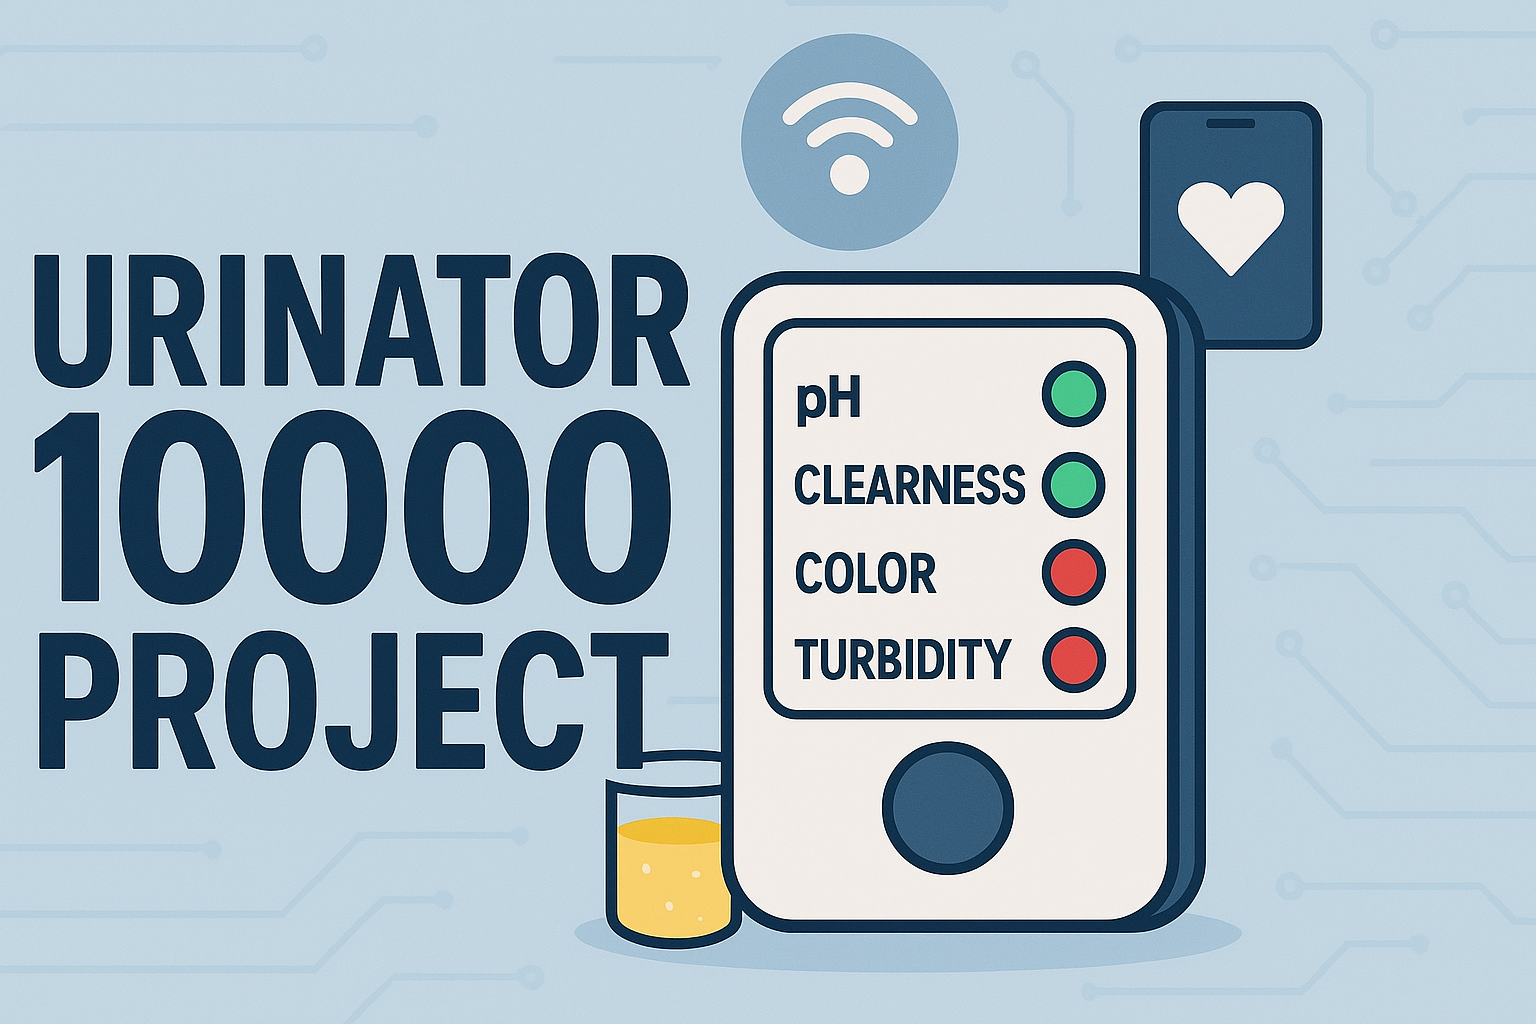 URINATOR
10000
PROJECT
pH
CLEARNESS
COLOR
TURBIDITY